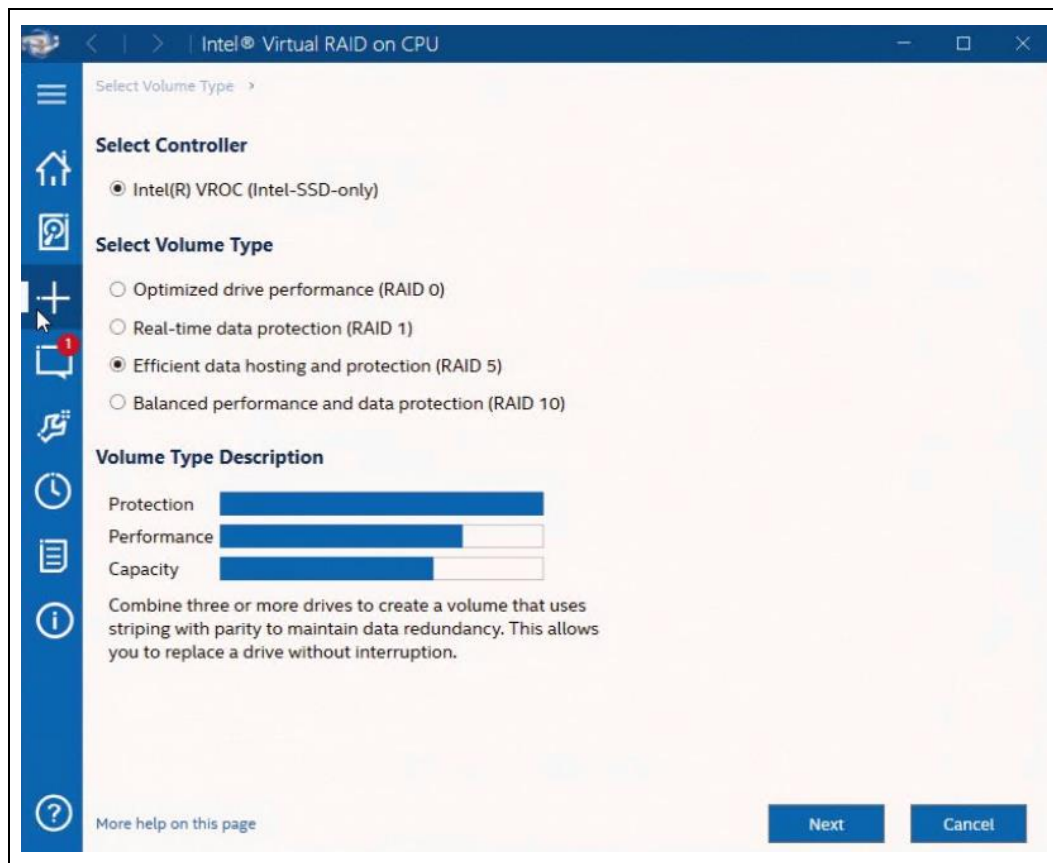 Intel® Virtual RAID on CPU
Select Volume Type >
Select Controller
Intel(R) VROC (Intel-SSD-only)
Select Volume Type
Optimized drive performance (RAID 0)
Real-time data protection (RAID 1)
1
Efficient data hosting and protection (RAID 5)
Balanced performance and data protection (RAID 10)
Volume Type Description
Protection
Performance
Capacity
Combine three or more drives to create a volume that uses
striping with parity to maintain data redundancy. This allows
you to replace a drive without interruption.
More help on this page
Next
Cancel